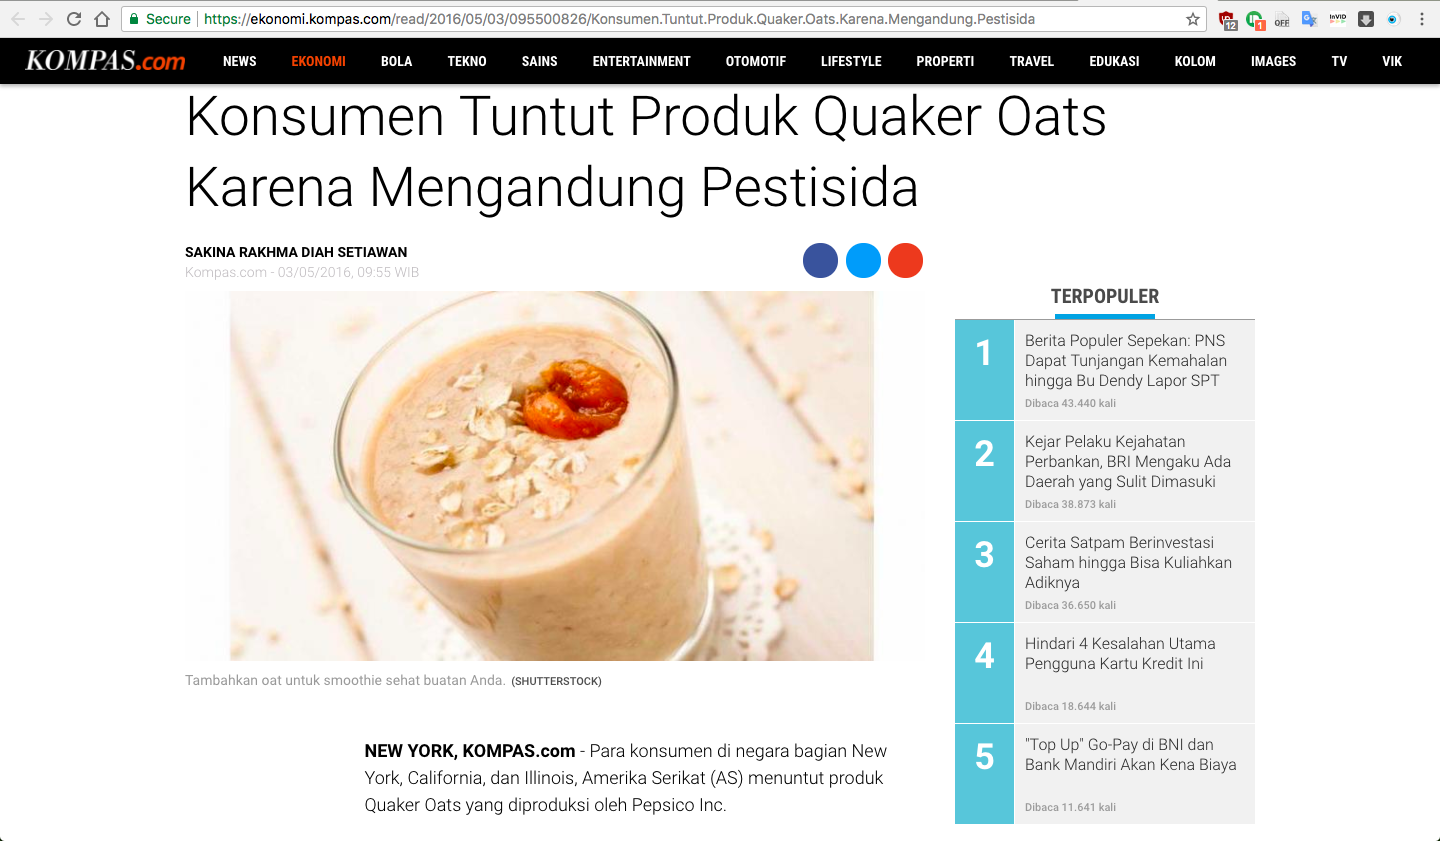 Secure https://ekonomi.kompas.com/read/2016/05/03/095500826/Konsumen.Tuntut.Produk.Quaker.Oats.Karena.Mengandung.Pestisida
12
1
OFF
InVID
KOMPAS.com NEWS EKONOMI BOLA TEKNO SAINS ENTERTAINMENT OTOMOTIF LIFESTYLE PROPERTI TRAVEL EDUKASI KOLOM IMAGES TV VIK
Konsumen Tuntut Produk Quaker Oats
Karena Mengandung Pestisida
SAKINA RAKHMA DIAH SETIAWAN
Kompas.com - 03/05/2016, 09:55 WIB
Tambahkan oat untuk smoothie sehat buatan Anda. (SHUTTERSTOCK)
NEW YORK, KOMPAS.com - Para konsumen di negara bagian New
York, California, dan Illinois, Amerika Serikat (AS) menuntut produk
Quaker Oats yang diproduksi oleh Pepsico Inc.
TERPOPULER
1
Berita Populer Sepekan: PNS
Dapat Tunjangan Kemahalan
hingga Bu Dendy Lapor SPT
Dibaca 43.440 kali
2
Kejar Pelaku Kejahatan
Perbankan, BRI Mengaku Ada
Daerah yang Sulit Dimasuki
Dibaca 38.873 kali
3
Cerita Satpam Berinvestasi
Saham hingga Bisa Kuliahkan
Adiknya
Dibaca 36.650 kali
4
Hindari 4 Kesalahan Utama
Pengguna Kartu Kredit Ini
Dibaca 18.644 kali
5
"Top Up" Go-Pay di BNI dan
Bank Mandiri Akan Kena Biaya
Dibaca 11.641 kali